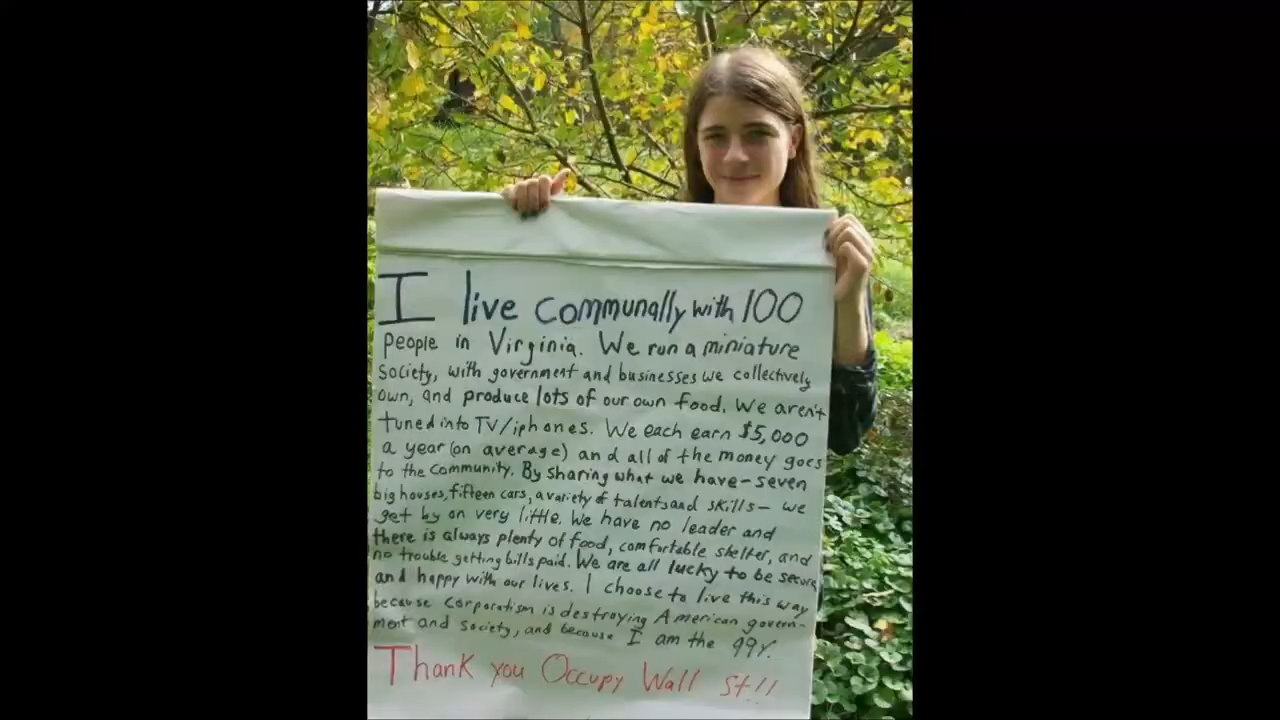 I live communally with 100
people in Virginia. We run a miniature
society, with government and businesses we collectively
own, and produce lots of our own food. We aren't
tuned into TV/iphones. We each earn $5,000
a year (on average) and all of the money goes
to the community. By sharing what we have - seven
big houses, fifteen cars, a variety of talents and skills - we
get by on very little. We have no leader and
there is always plenty of food, comfortable shelter, and
no trouble getting bills paid. We are all lucky to be secure
and happy with our lives. I choose to live this way
because corporatism is destroying American govern-
ment and society, and because I am the 99%.
Thank you Occupy Wall St!!